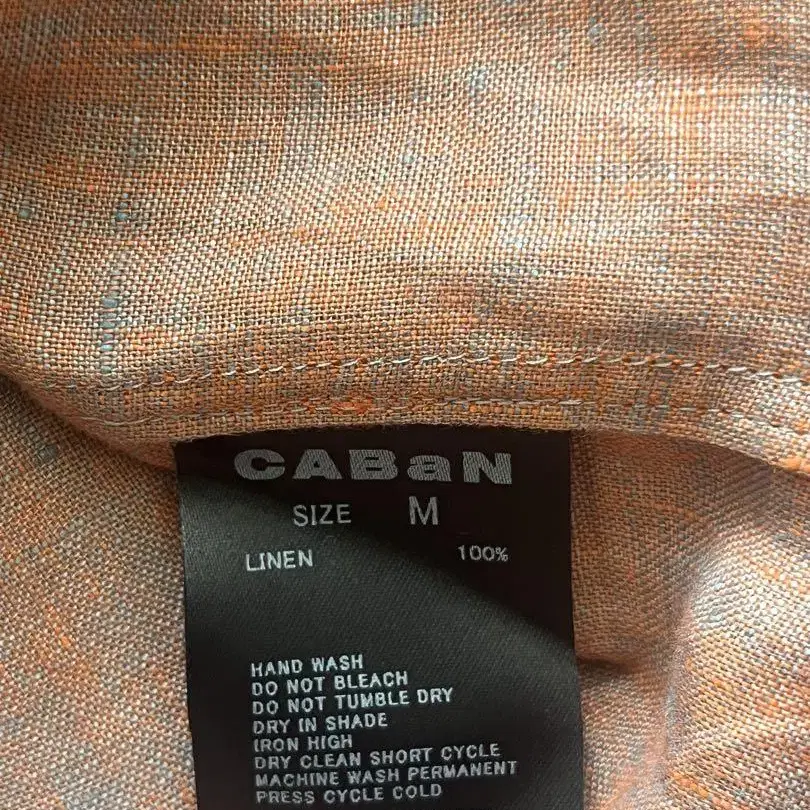 CABaN
SIZE M
LINEN 100%
HAND WASH
DO NOT BLEACH
DO NOT TUMBLE DRY
DRY IN SHADE
IRON HIGH
DRY CLEAN SHORT CYCLE
MACHINE WASH PERMANENT
PRESS CYCLE COLD